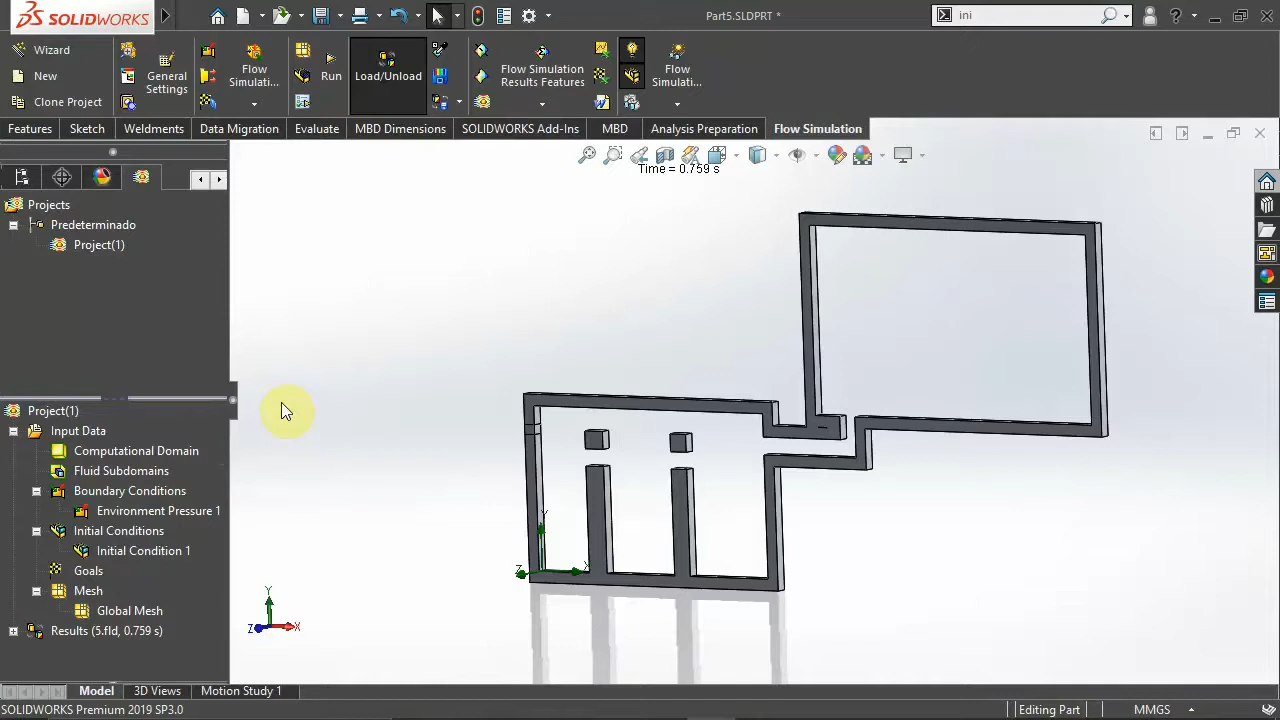 SOLIDWORKS
Part5.SLDPRT *
ini
Wizard
New
Clone Project
General Settings
Flow Simulati...
Run
Load/Unload
Flow Simulation Results Features
Flow Simulati...
Features
Sketch
Weldments
Data Migration
Evaluate
MBD Dimensions
SOLIDWORKS Add-Ins
MBD
Analysis Preparation
Flow Simulation
Time = 0.759 s
Projects
Predeterminado
Project(1)
Project(1)
Input Data
Computational Domain
Fluid Subdomains
Boundary Conditions
Environment Pressure 1
Initial Conditions
Initial Condition 1
Goals
Mesh
Global Mesh
Results (5.fld, 0.759 s)
Y
Z
X
Y
Z
X
Model
3D Views
Motion Study 1
SOLIDWORKS Premium 2019 SP3.0
Editing Part
MMGS